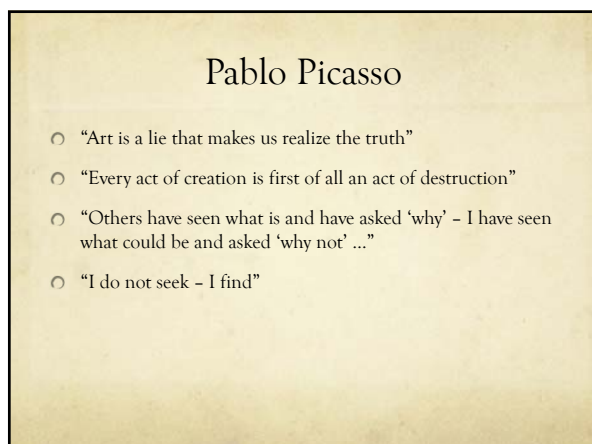 Pablo Picasso
“Art is a lie that makes us realize the truth”
“Every act of creation is first of all an act of destruction”
“Others have seen what is and have asked ‘why’ – I have seen
what could be and asked ‘why not’ ...”
“I do not seek – I find”